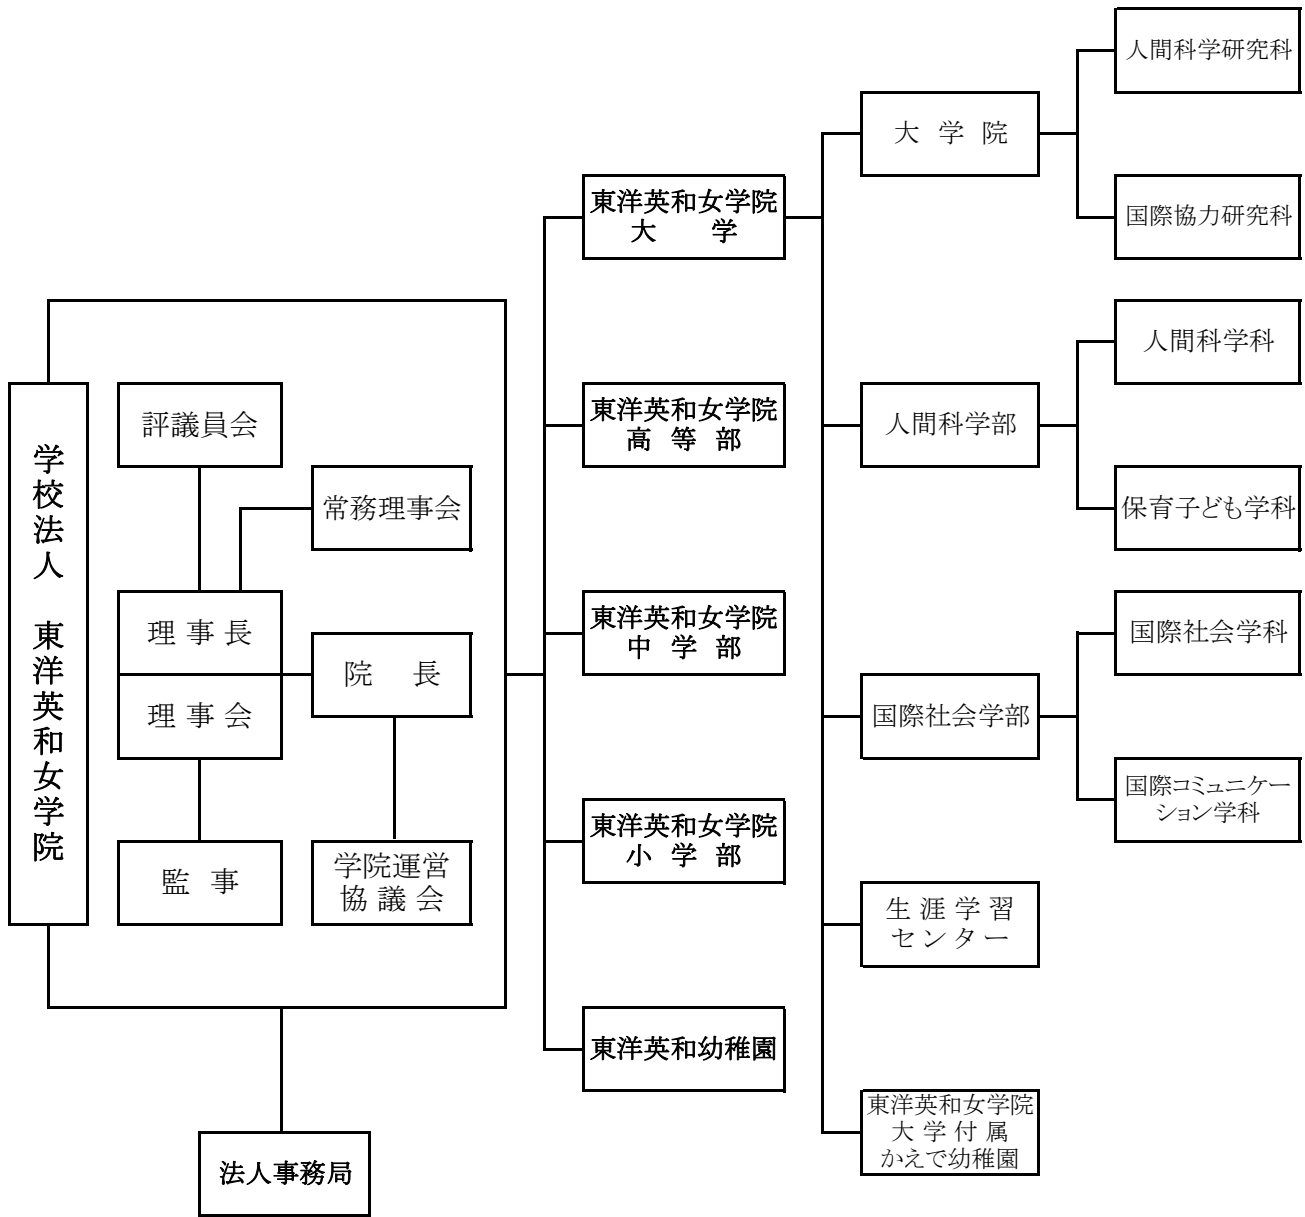 学校法人　東洋英和女学院
評議員会
常務理事会
理事長
理事会
院　長
監事
学院運営
協議会
法人事務局
東洋英和女学院
大　学
東洋英和女学院
高等部
東洋英和女学院
中学部
東洋英和女学院
小学部
東洋英和幼稚園
大学院
人間科学部
国際社会学部
生涯学習
センター
東洋英和女学院
大学付属
かえで幼稚園
人間科学研究科
国際協力研究科
人間科学科
保育子ども学科
国際社会学科
国際コミュニケー
ション学科